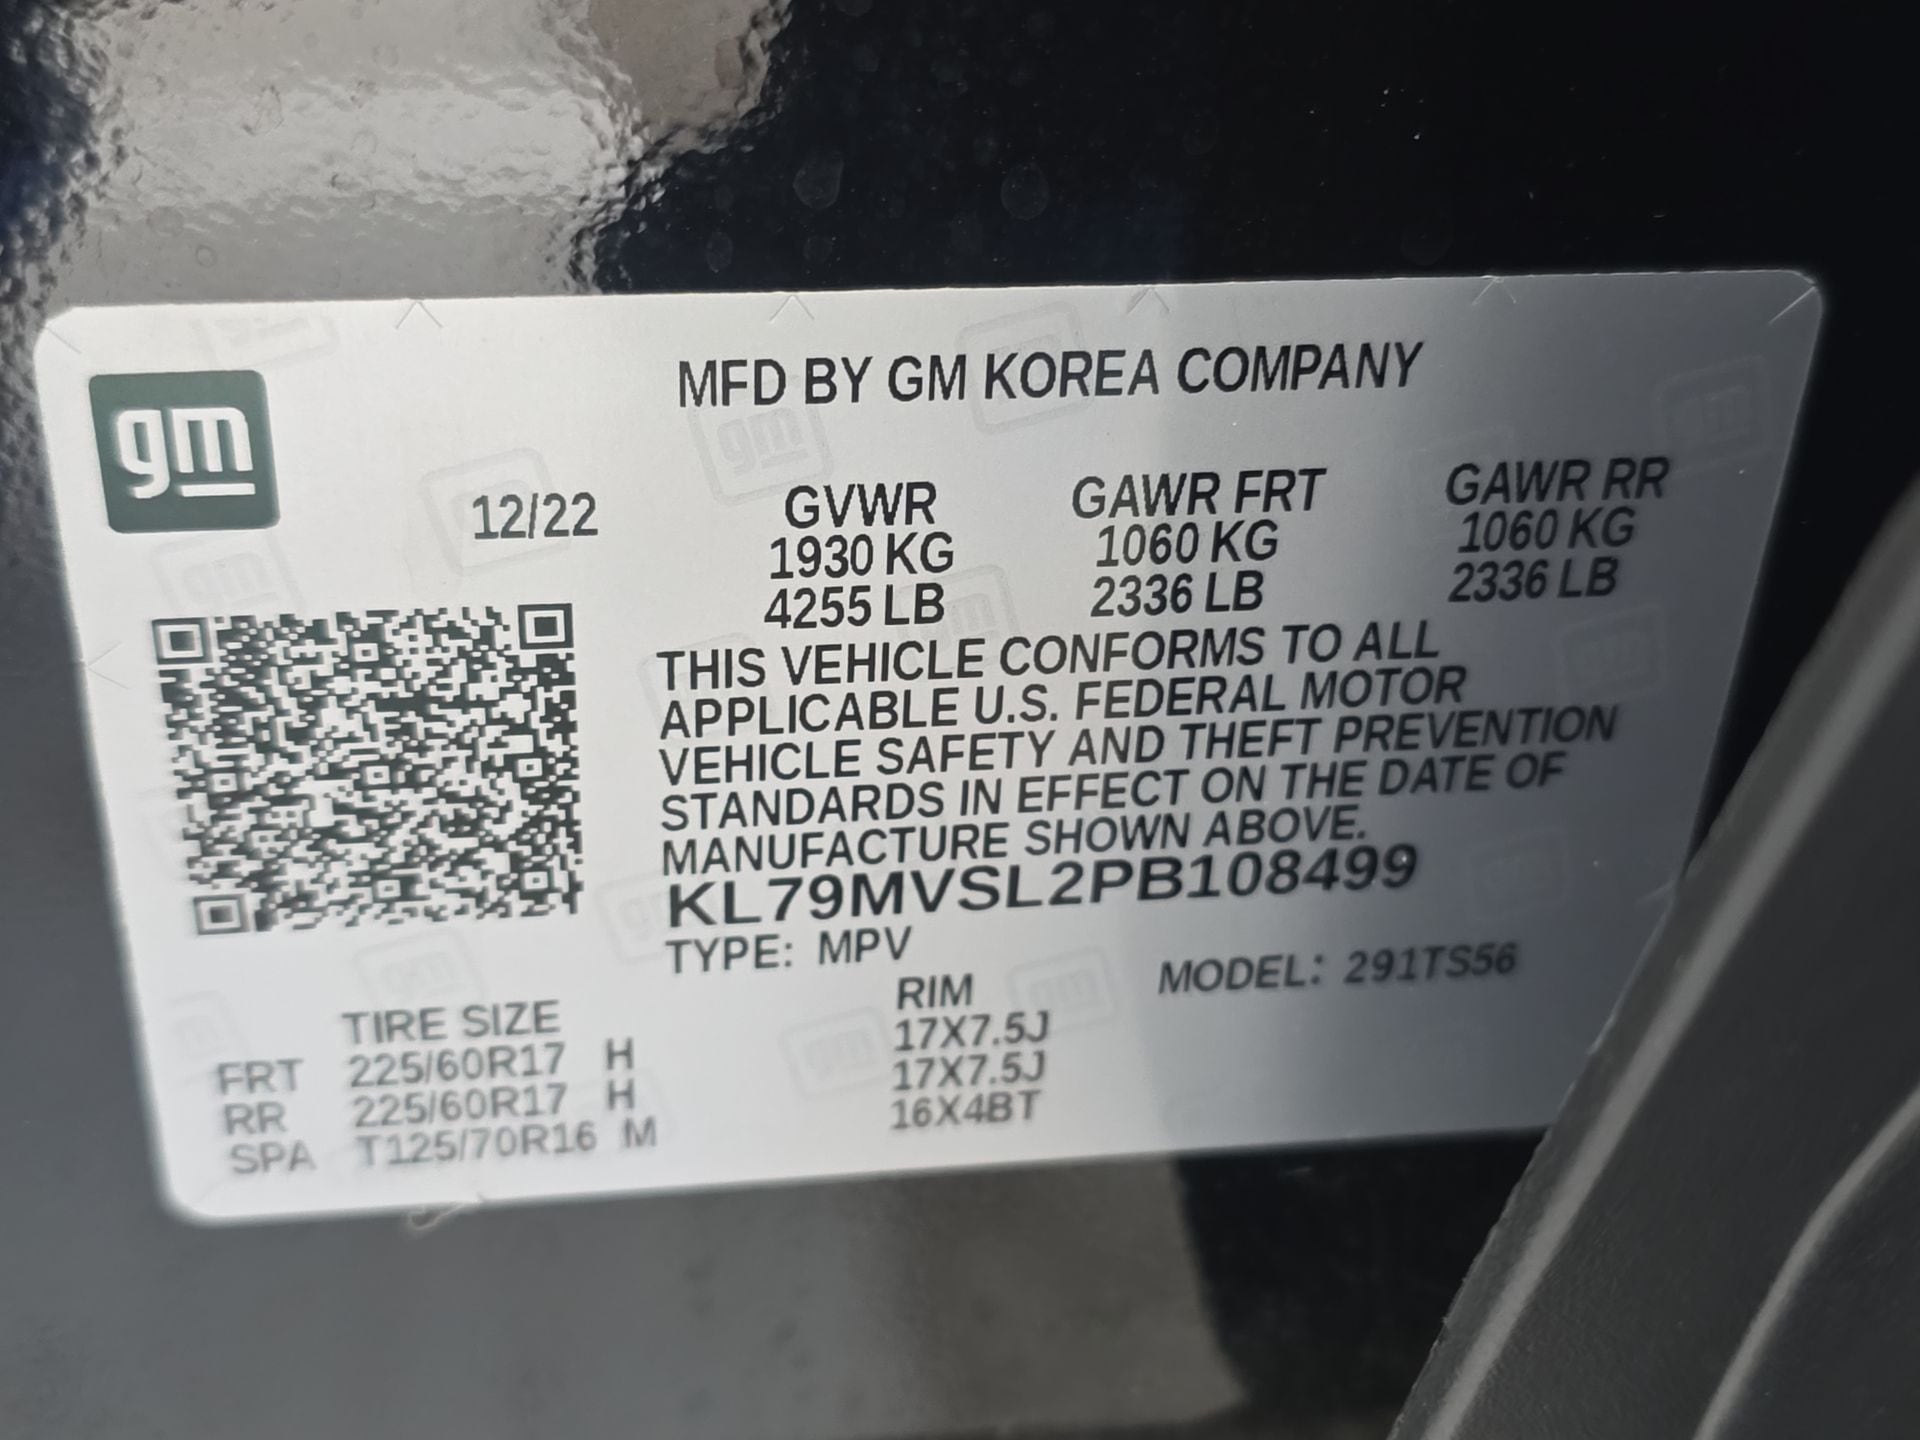 gm
MFD BY GM KOREA COMPANY
12/22
GVWR GAWR FRT GAWR RR
1930 KG 1060 KG 1060 KG
4255 LB 2336 LB 2336 LB
THIS VEHICLE CONFORMS TO ALL
APPLICABLE U.S. FEDERAL MOTOR
VEHICLE SAFETY AND THEFT PREVENTION
STANDARDS IN EFFECT ON THE DATE OF
MANUFACTURE SHOWN ABOVE.
KL79MVSL2PB108499
TYPE: MPV MODEL: 291TS56
TIRE SIZE RIM
FRT 225/60R17 H 17X7.5J
RR 225/60R17 H 17X7.5J
SPA T125/70R16 M 16X4BT